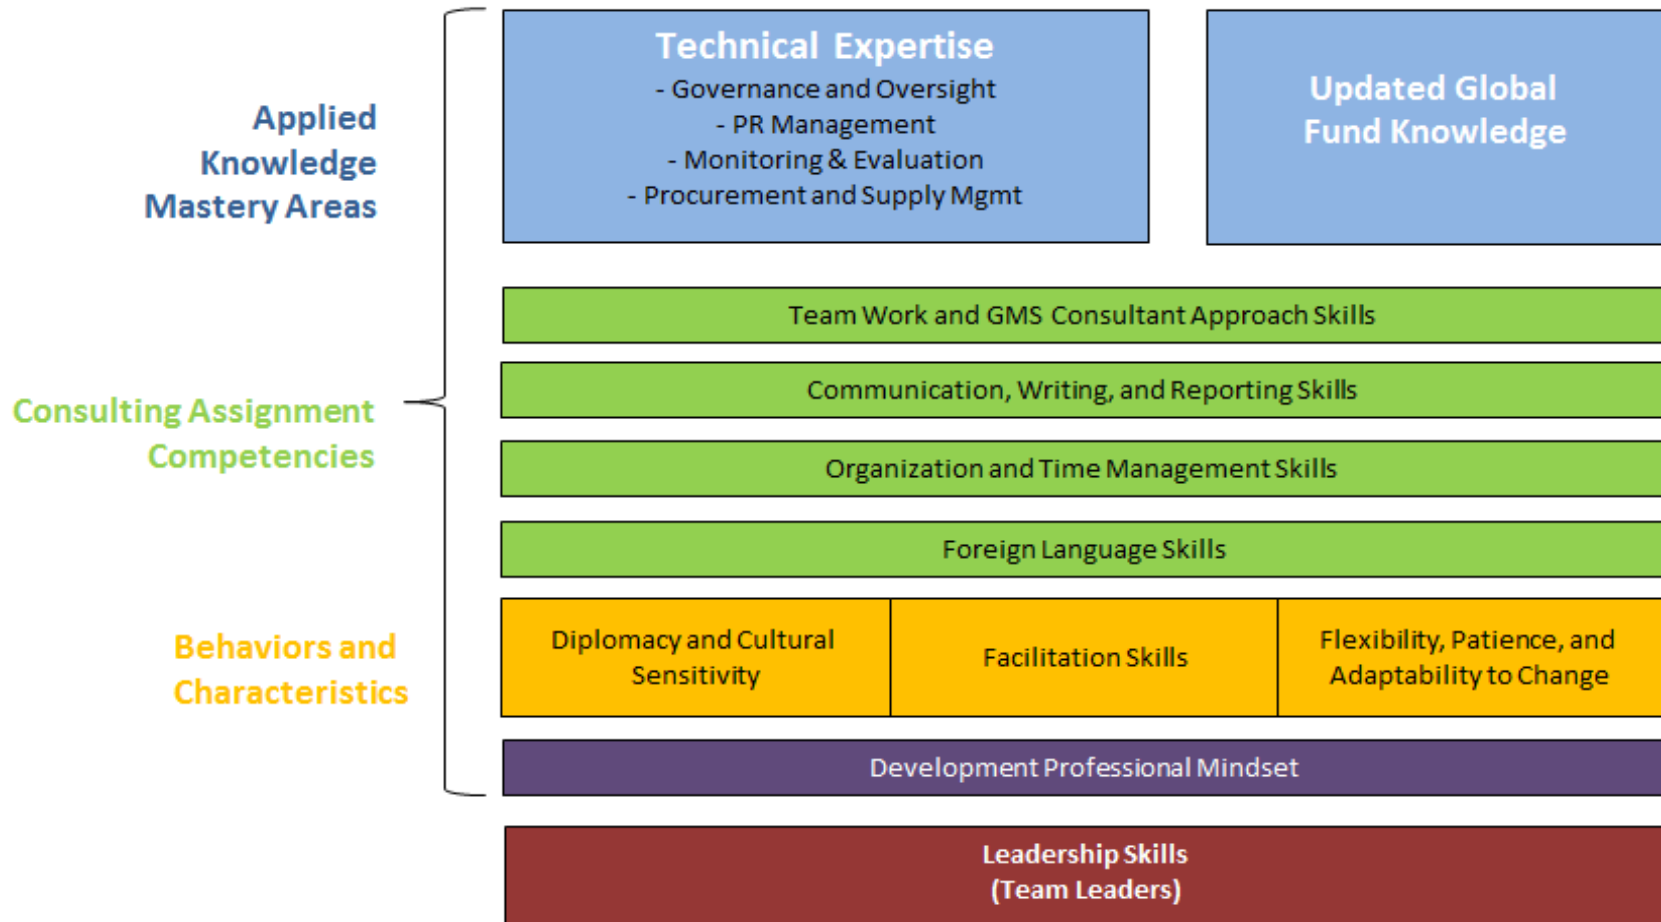 Applied
Knowledge
Mastery Areas
Technical Expertise
- Governance and Oversight
- PR Management
- Monitoring & Evaluation
- Procurement and Supply Mgmt
Updated Global
Fund Knowledge
Consulting Assignment
Competencies
Team Work and GMS Consultant Approach Skills
Communication, Writing, and Reporting Skills
Organization and Time Management Skills
Foreign Language Skills
Behaviors and
Characteristics
Diplomacy and Cultural
Sensitivity
Facilitation Skills
Flexibility, Patience, and
Adaptability to Change
Development Professional Mindset
Leadership Skills
(Team Leaders)